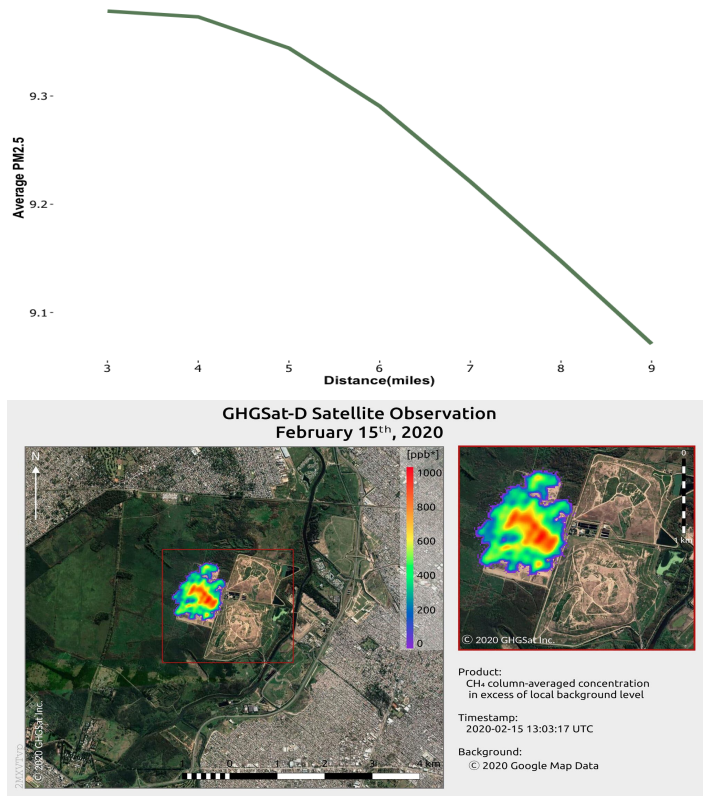 Average PM2.5
9.3
9.2
9.1
3 4 5 6 7 8 9
Distance(miles)
GHGSat-D Satellite Observation
February 15ᵗʰ, 2020
N
[ppb*]
1000
800
600
400
200
0
© 2020 GHGSat Inc.
2MXVTvp
1 0 1 2 3 4 km
0
1 km
© 2020 GHGSat Inc.
Product:
CH₄ column-averaged concentration
in excess of local background level
Timestamp:
2020-02-15 13:03:17 UTC
Background:
© 2020 Google Map Data